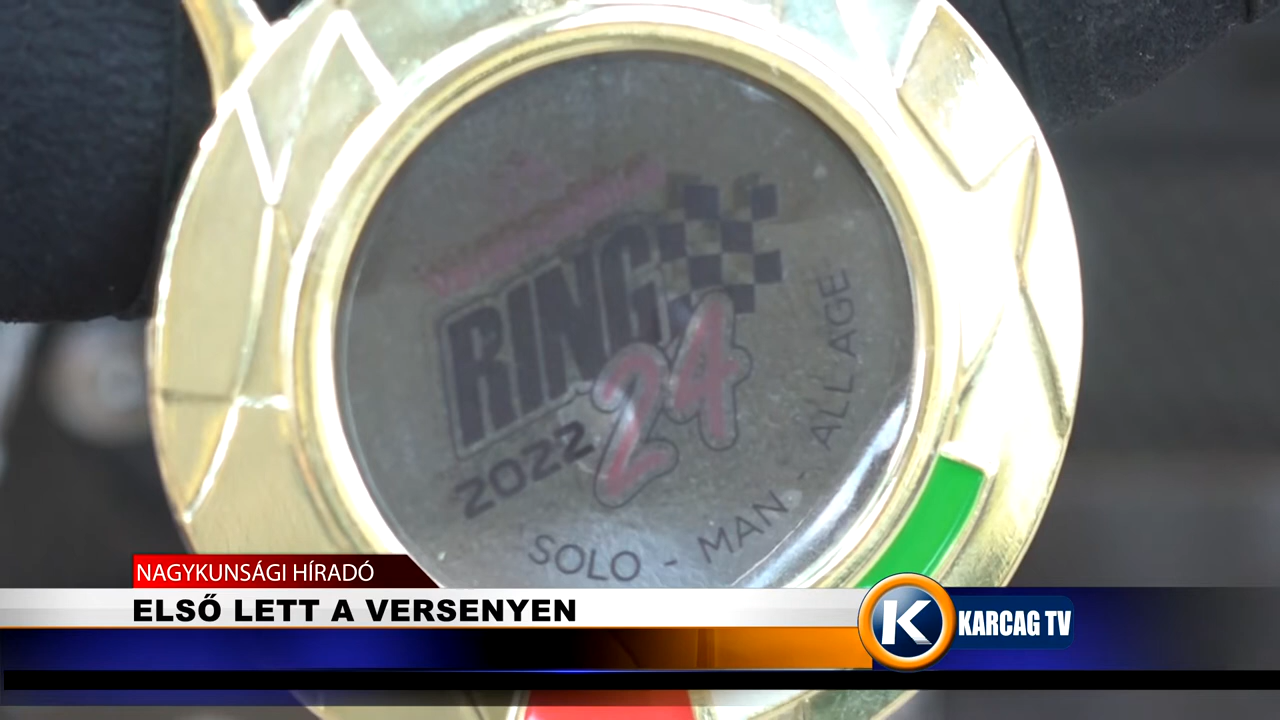 RING
24
2022
SOLO - MAN - ALL AGE
NAGYKUNSÁGI HÍRADÓ
ELSŐ LETT A VERSENYEN
K KARCAG TV